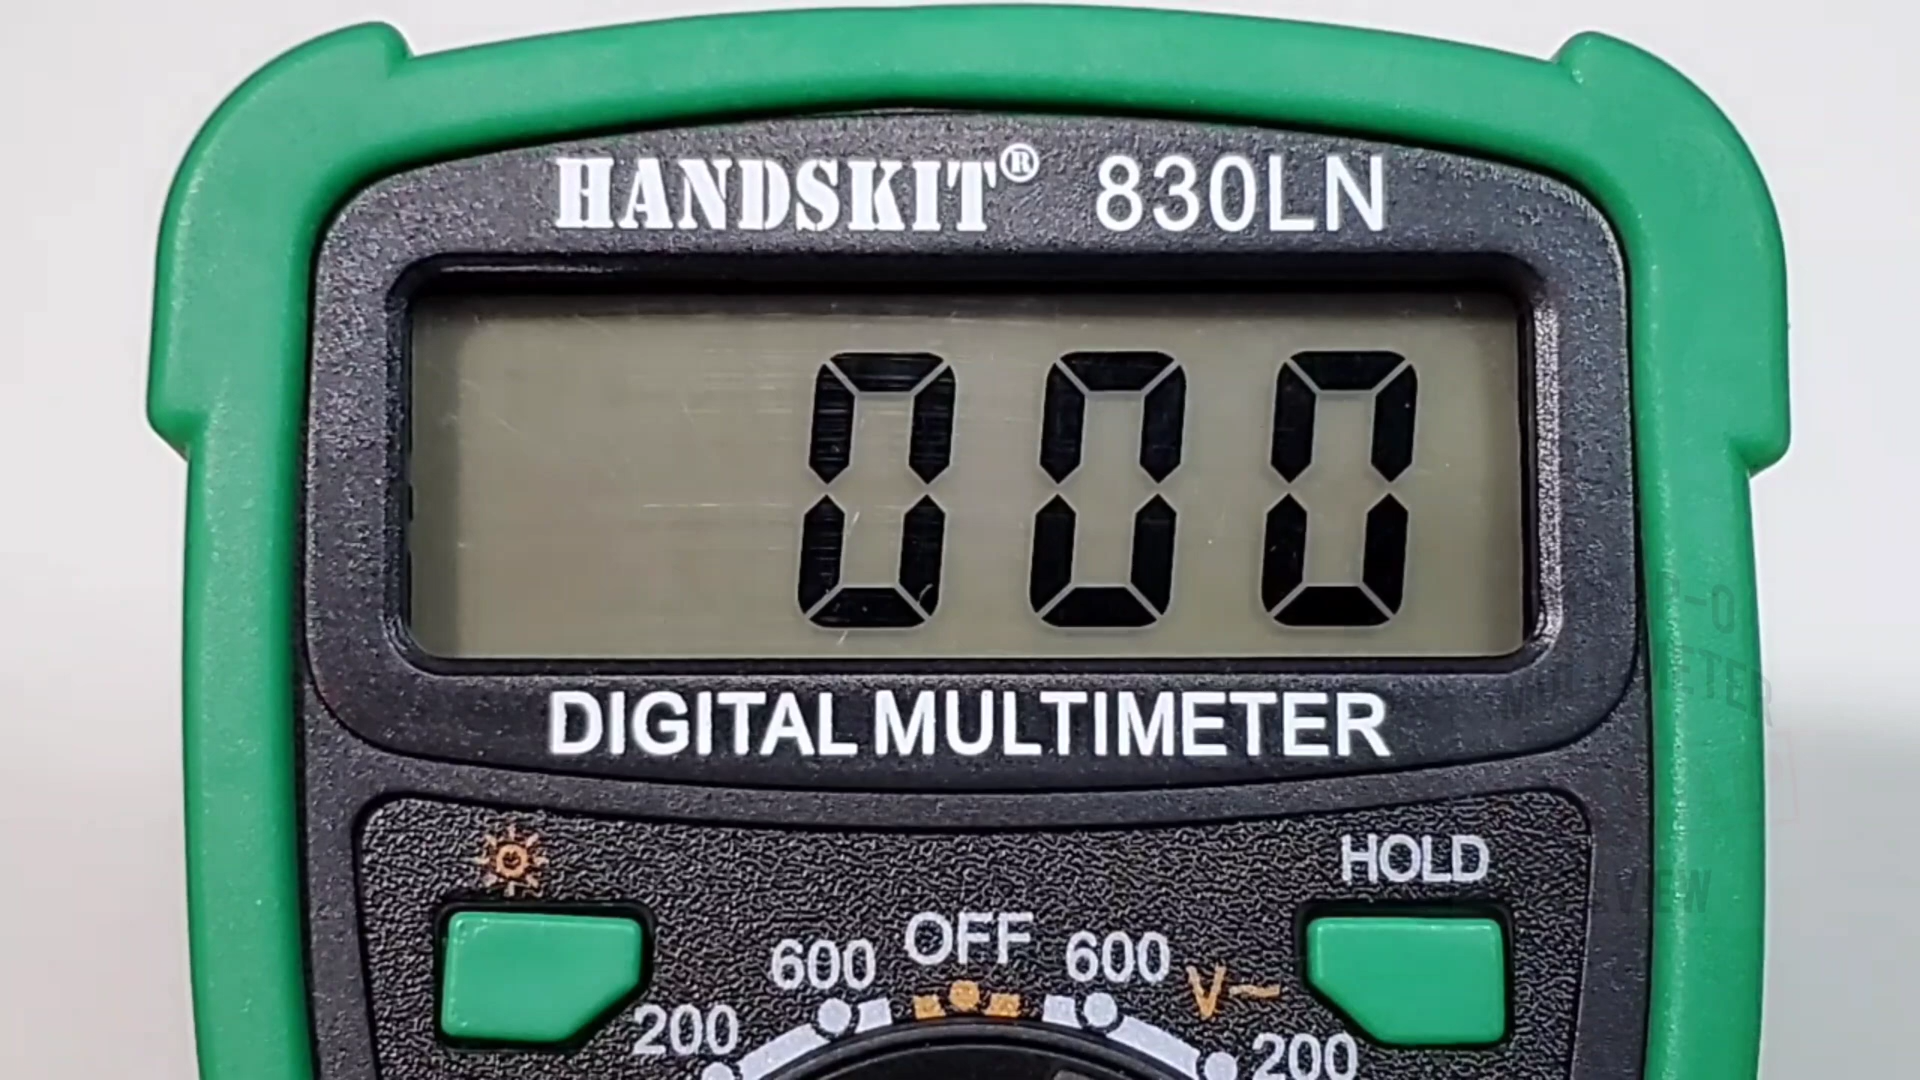 HANDSKIT® 830LN
000
DIGITAL MULTIMETER
HOLD
OFF
600 600 V~
200 200